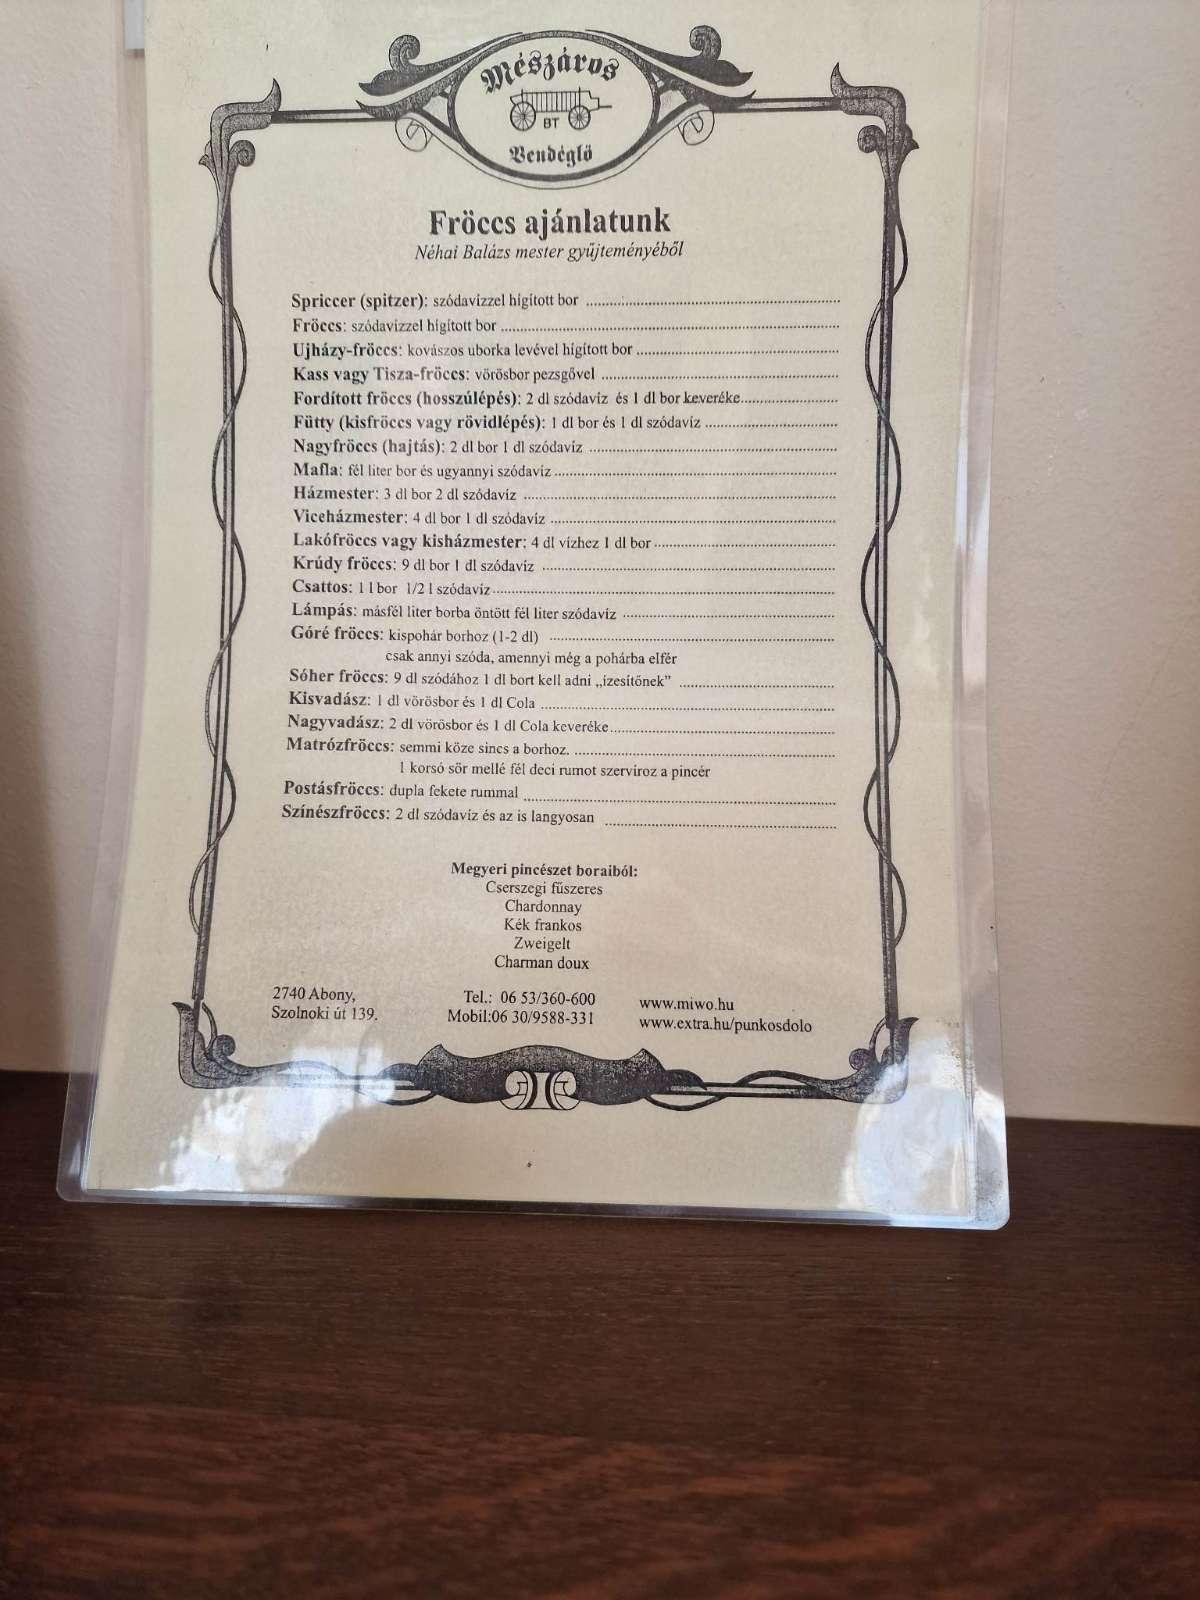 Mészáros
BT
Vendéglő
Fröccs ajánlatunk
Néhai Balázs mester gyűjteményéből
Spriccer (spitzer): szódavízzel hígított bor
Fröccs: szódavízzel hígított bor
Ujházy-fröccs: kovászos uborka levével hígított bor
Kass vagy Tisza-fröccs: vörösbor pezsgővel
Fordított fröccs (hosszúlépés): 2 dl szódavíz és 1 dl bor keveréke
Fütty (kisfröccs vagy rövidlépés): 1 dl bor és 1 dl szódavíz
Nagyfröccs (hajtás): 2 dl bor 1 dl szódavíz
Mafla: fél liter bor és ugyannyi szódavíz
Házmester: 3 dl bor 2 dl szódavíz
Viceházmester: 4 dl bor 1 dl szódavíz
Lakófröccs vagy kisházmester: 4 dl vízhez 1 dl bor
Krúdy fröccs: 9 dl bor 1 dl szódavíz
Csattos: 1 l bor 1/2 l szódavíz
Lámpás: másfél liter borba öntött fél liter szódavíz
Góré fröccs: kispohár borhoz (1-2 dl)
csak annyi szóda, amennyi még a pohárba elfér
Sóher fröccs: 9 dl szódához 1 dl bort kell adni „ízesítőnek”
Kisvadász: 1 dl vörösbor és 1 dl Cola
Nagyvadász: 2 dl vörösbor és 1 dl Cola keveréke
Matrózfröccs: semmi köze sincs a borhoz.
1 korsó sör mellé fél deci rumot szervíroz a pincér
Postásfröccs: dupla fekete rummal
Színészfröccs: 2 dl szódavíz és az is langyosan
Megyeri pincészet boraiból:
Cserszegi fűszeres
Chardonnay
Kék frankos
Zweigelt
Charman doux
2740 Abony,
Szolnoki út 139.
Tel.: 06 53/360-600
Mobil:06 30/9588-331
www.miwo.hu
www.extra.hu/punkosdolo